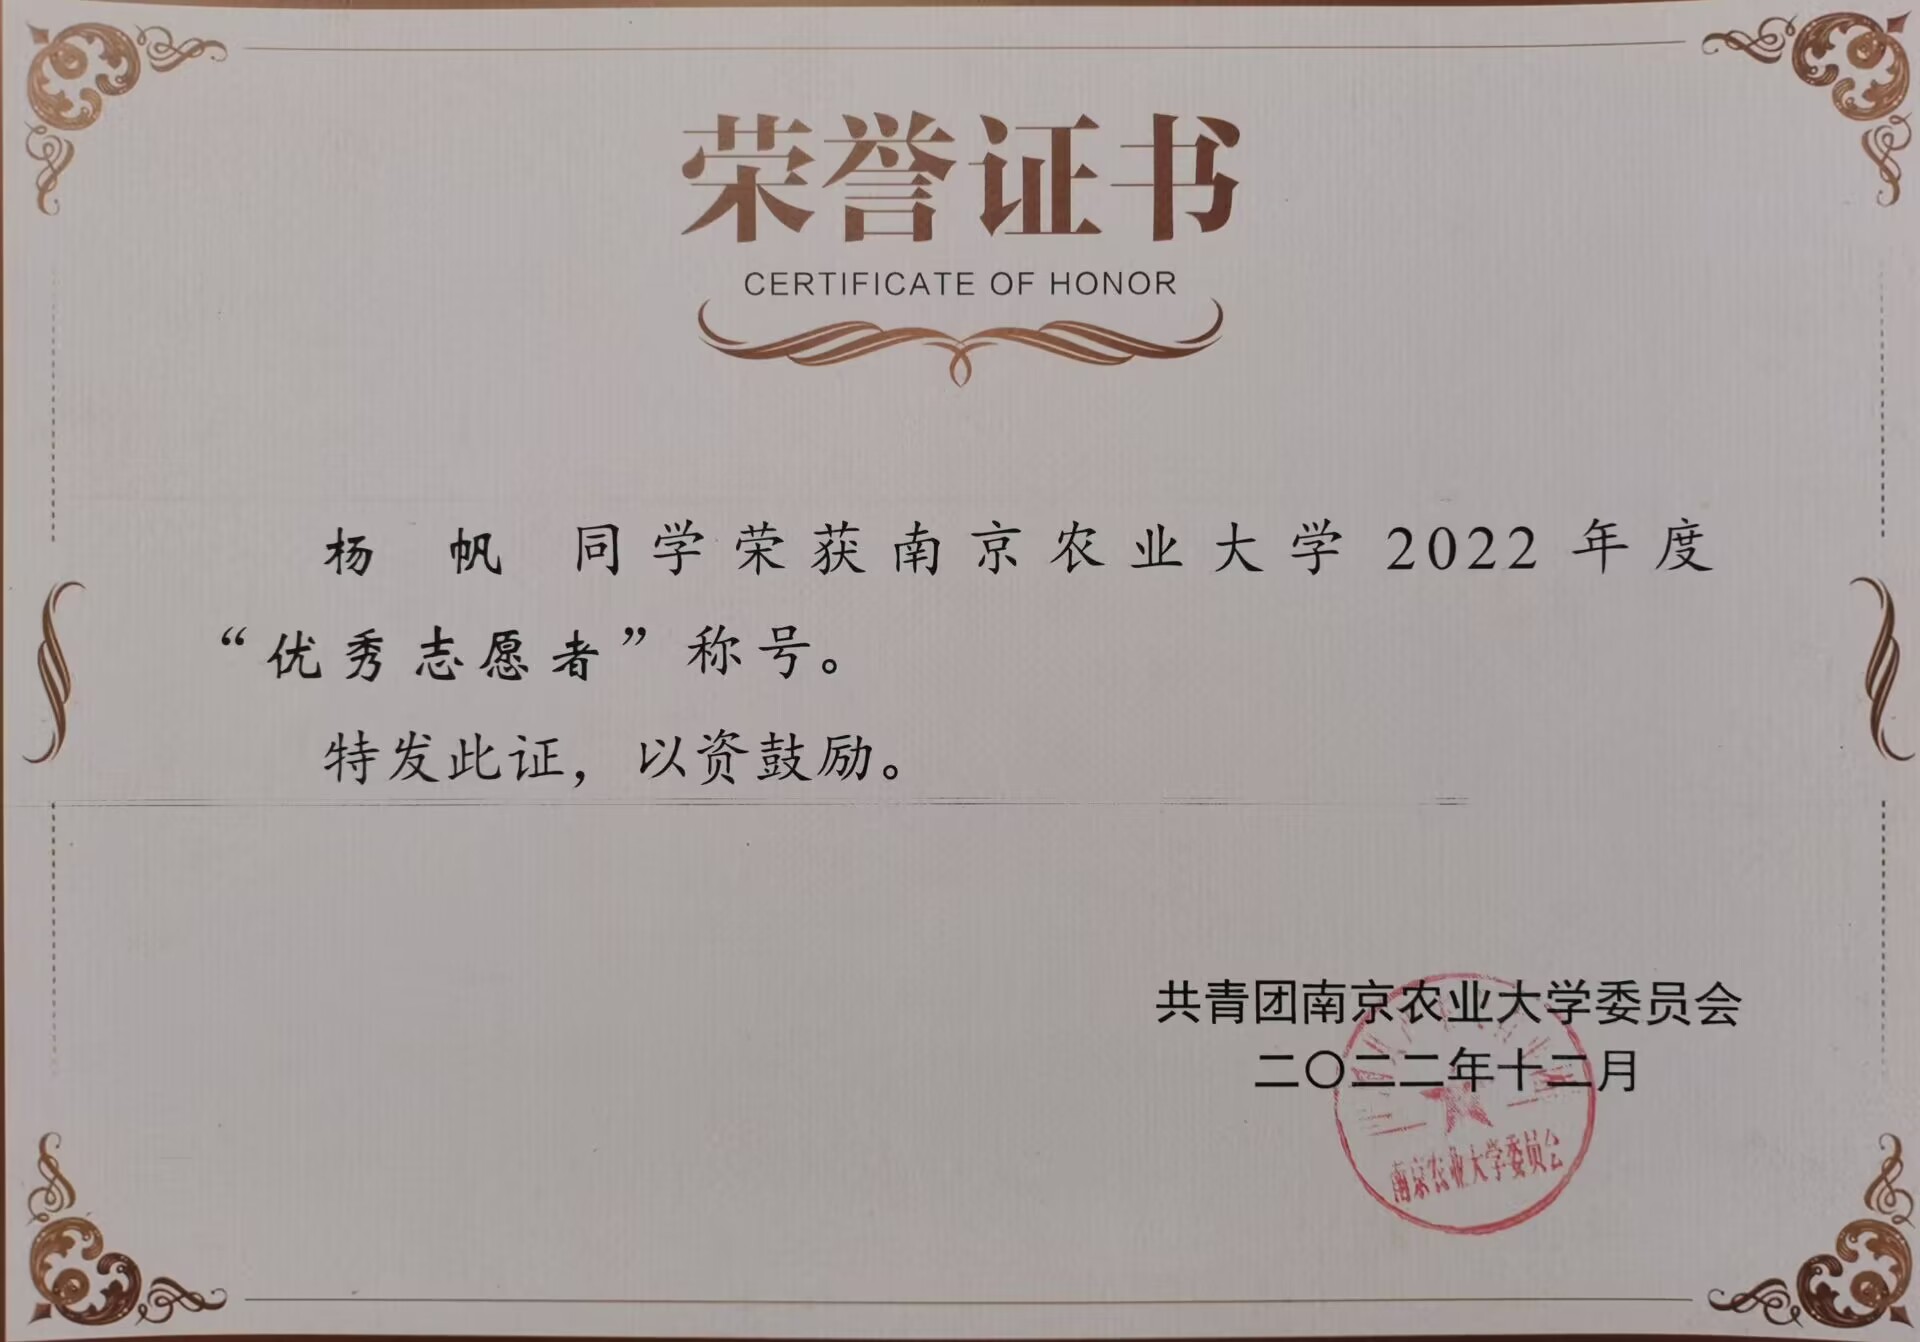 荣誉证书
CERTIFICATE OF HONOR
杨 帆 同学荣获南京农业大学 2022 年度
“优秀志愿者”称号。
特发此证，以资鼓励。
共青团南京农业大学委员会
二〇二二年十二月
南京农业大学委员会